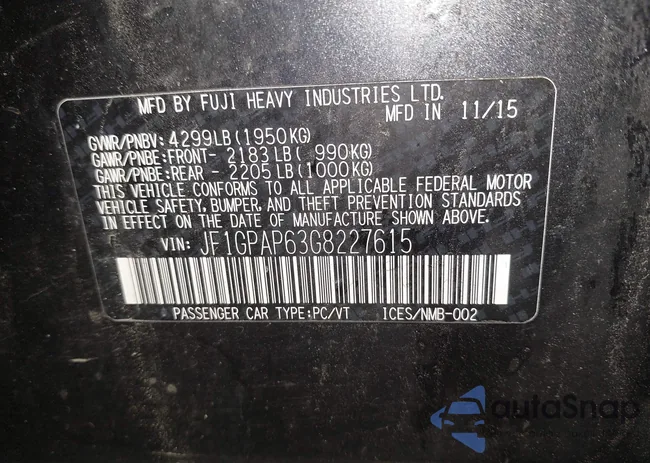 MFD BY FUJI HEAVY INDUSTRIES LTD.
MFD IN 11/15
GVWR/PNBV: 4299LB(1950KG)
GAWR/PNBE:FRONT- 2183LB( 990KG)
GAWR/PNBE:REAR - 2205LB(1000KG)
THIS VEHICLE CONFORMS TO ALL APPLICABLE FEDERAL MOTOR
VEHICLE SAFETY, BUMPER, AND THEFT PREVENTION STANDARDS
IN EFFECT ON THE DATE OF MANUFACTURE SHOWN ABOVE.
VIN: JF1GPAP63G8227615
PASSENGER CAR TYPE:PC/VT ICES/NMB-002
autaSnap